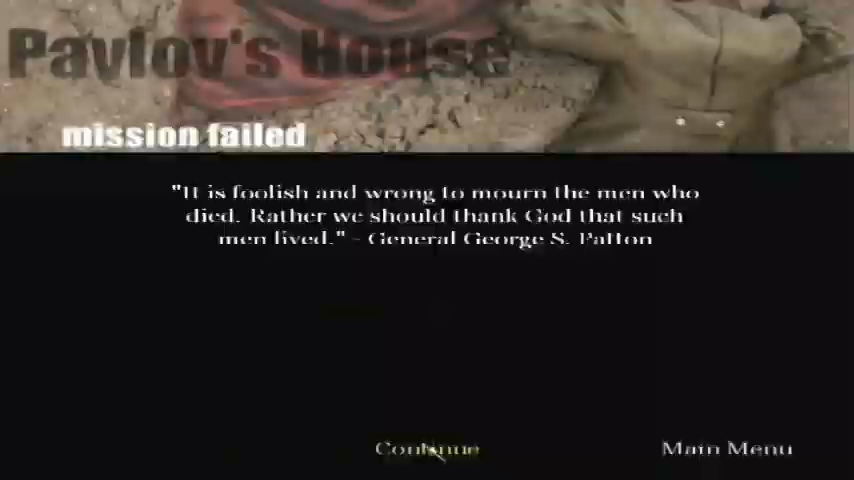 Pavlov's House
mission failed
"It is foolish and wrong to mourn the men who
died. Rather we should thank God that such
men lived." - General George S. Patton
Continue
Main Menu